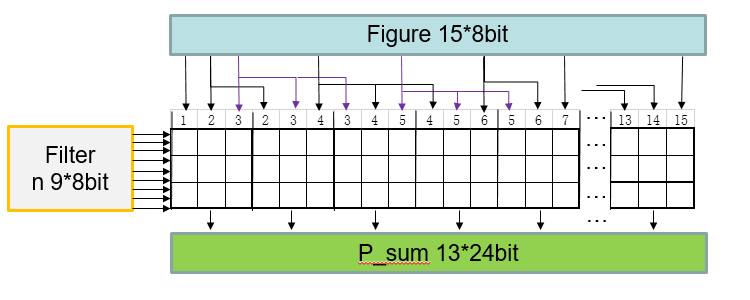 Figure 15*8bit
1 2 3 2 3 4 3 4 5 4 5 6 5 6 7 ... 13 14 15
Filter
n 9*8bit
...
...
...
P_sum 13*24bit